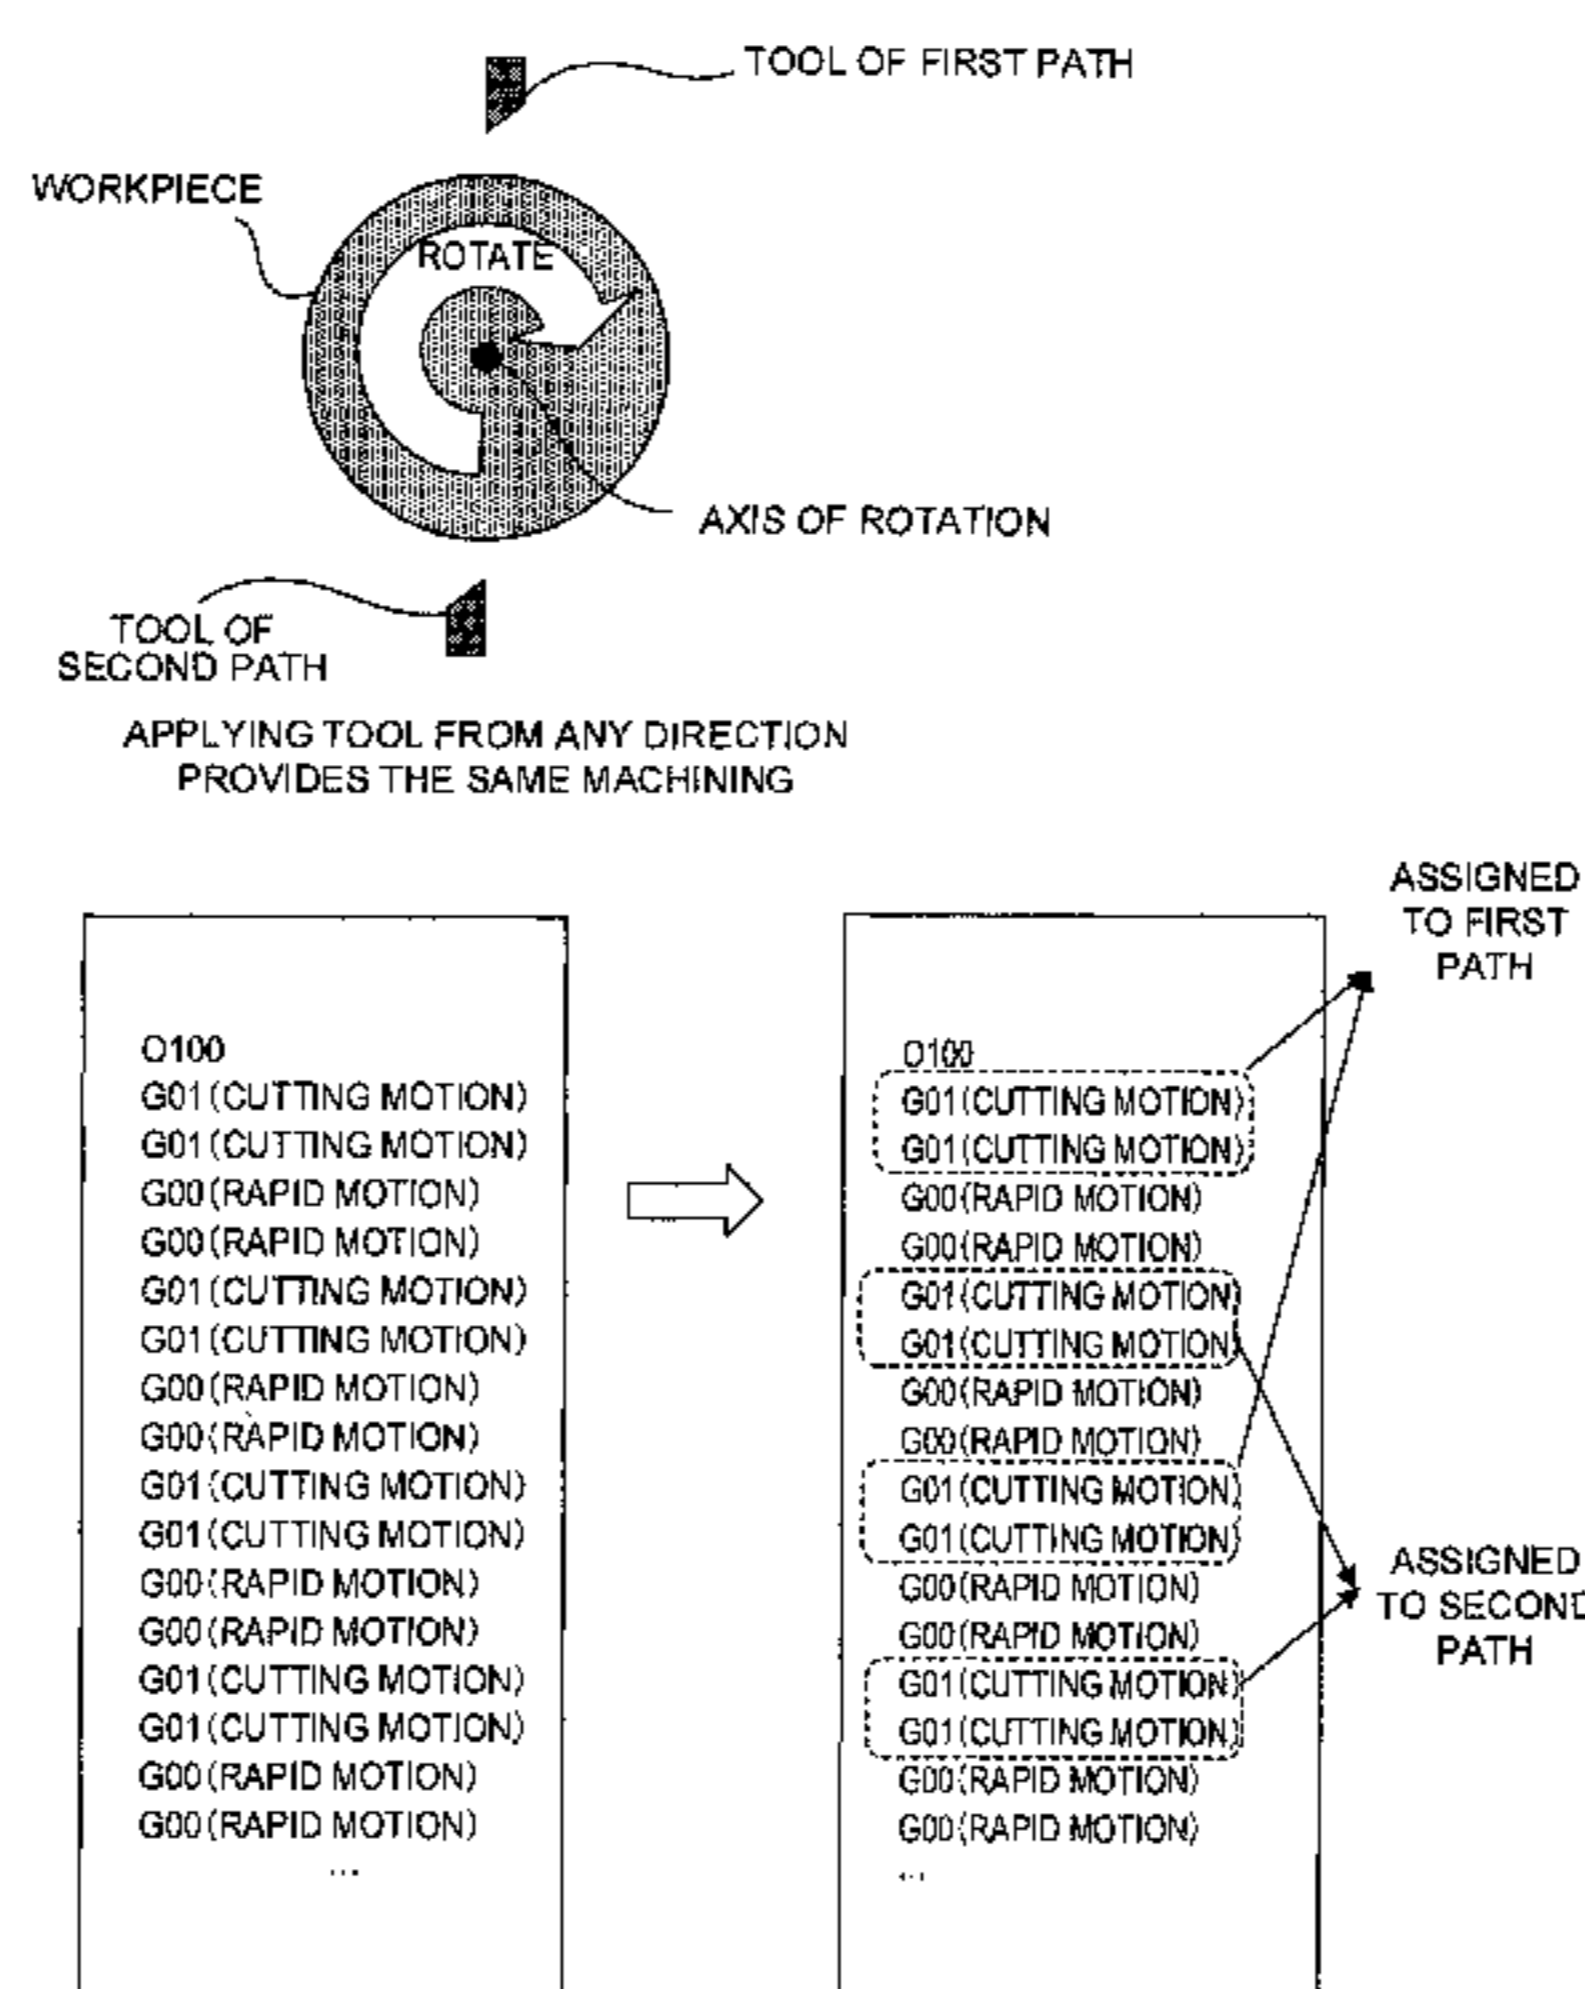 TOOL OF FIRST PATH
WORKPIECE
ROTATE
AXIS OF ROTATION
TOOL OF
SECOND PATH
APPLYING TOOL FROM ANY DIRECTION
PROVIDES THE SAME MACHINING
O100
G01(CUTTING MOTION)
G01(CUTTING MOTION)
G00(RAPID MOTION)
G00(RAPID MOTION)
G01(CUTTING MOTION)
G01(CUTTING MOTION)
G00(RAPID MOTION)
G00(RAPID MOTION)
G01(CUTTING MOTION)
G01(CUTTING MOTION)
G00(RAPID MOTION)
G00(RAPID MOTION)
G01(CUTTING MOTION)
G01(CUTTING MOTION)
G00(RAPID MOTION)
G00(RAPID MOTION)
...
O100
G01(CUTTING MOTION)
G01(CUTTING MOTION)
G00(RAPID MOTION)
G00(RAPID MOTION)
G01(CUTTING MOTION)
G01(CUTTING MOTION)
G00(RAPID MOTION)
G00(RAPID MOTION)
G01(CUTTING MOTION)
G01(CUTTING MOTION)
G00(RAPID MOTION)
G00(RAPID MOTION)
G01(CUTTING MOTION)
G01(CUTTING MOTION)
G00(RAPID MOTION)
G00(RAPID MOTION)
...
ASSIGNED
TO FIRST
PATH
ASSIGNED
TO SECOND
PATH